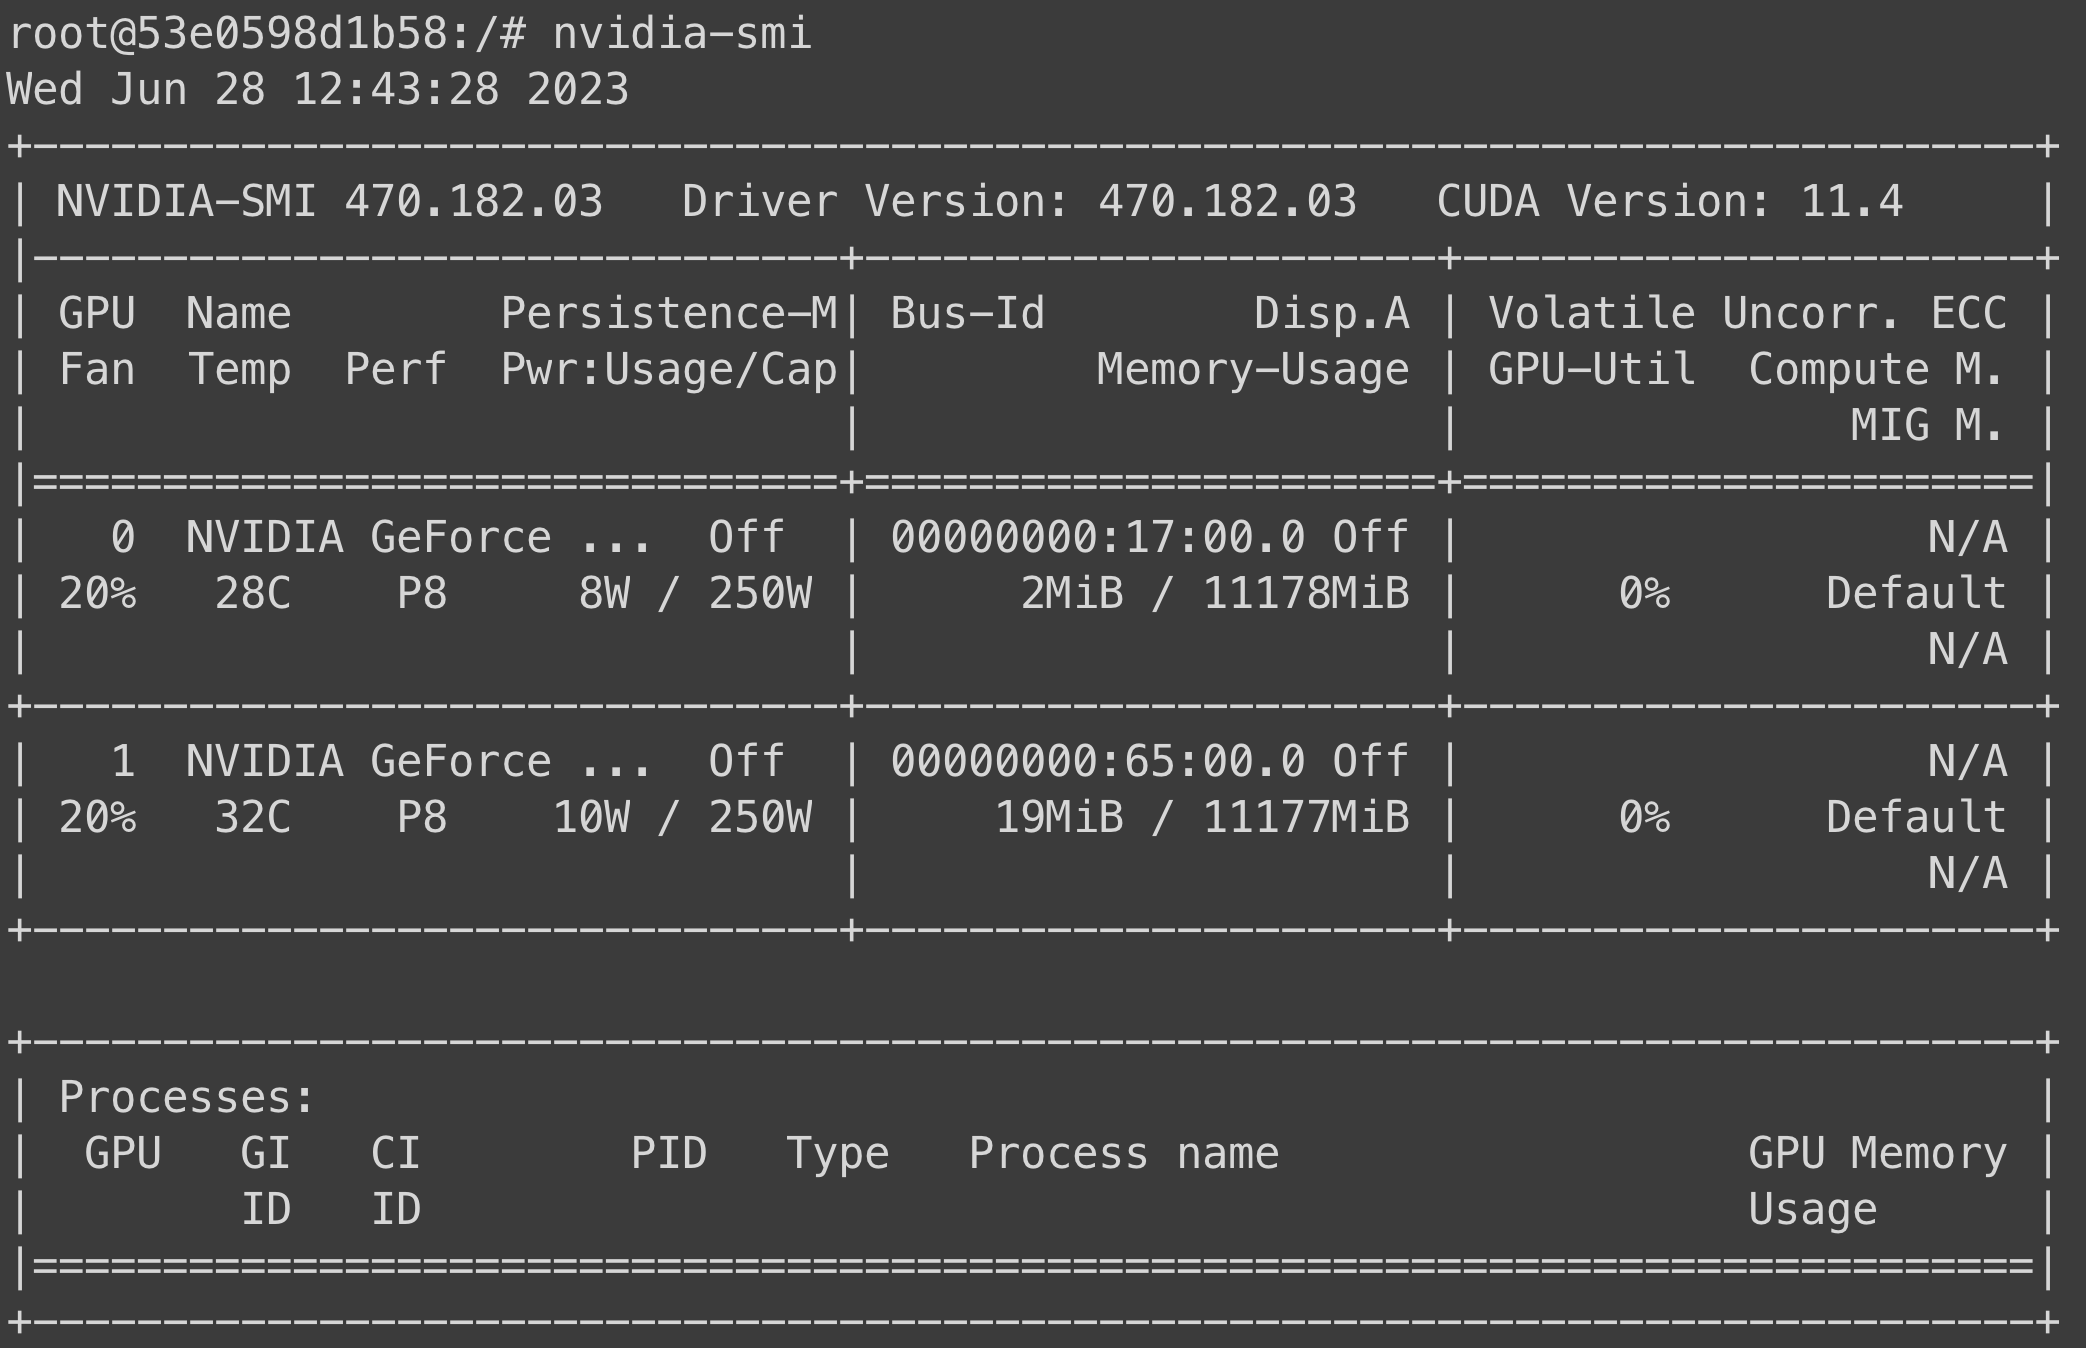 root@53e0598d1b58:/# nvidia-smi
Wed Jun 28 12:43:28 2023
+-----------------------------------------------------------------------------+
| NVIDIA-SMI 470.182.03   Driver Version: 470.182.03   CUDA Version: 11.4     |
|-------------------------------+----------------------+----------------------+
| GPU  Name        Persistence-M| Bus-Id        Disp.A | Volatile Uncorr. ECC |
| Fan  Temp  Perf  Pwr:Usage/Cap|         Memory-Usage | GPU-Util  Compute M. |
|                               |                      |               MIG M. |
|===============================+======================+======================|
|   0  NVIDIA GeForce ...  Off  | 00000000:17:00.0 Off |                  N/A |
| 20%   28C    P8     8W / 250W |      2MiB / 11178MiB |      0%      Default |
|                               |                      |                  N/A |
+-------------------------------+----------------------+----------------------+
|   1  NVIDIA GeForce ...  Off  | 00000000:65:00.0 Off |                  N/A |
| 20%   32C    P8    10W / 250W |     19MiB / 11177MiB |      0%      Default |
|                               |                      |                  N/A |
+-------------------------------+----------------------+----------------------+

+-----------------------------------------------------------------------------+
| Processes:                                                                  |
|  GPU   GI   CI        PID   Type   Process name                  GPU Memory |
|        ID   ID                                                   Usage      |
|=============================================================================|
+-----------------------------------------------------------------------------+